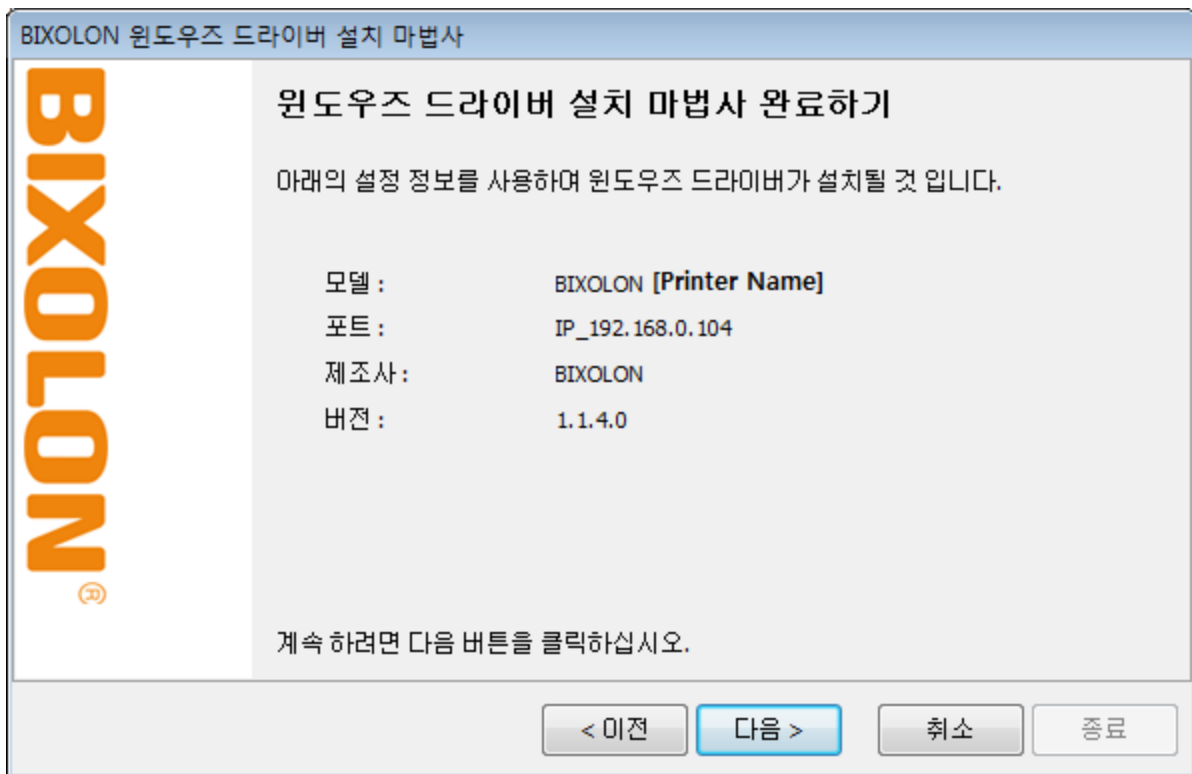 BIXOLON 윈도우즈 드라이버 설치 마법사
BIXOLON®
윈도우즈 드라이버 설치 마법사 완료하기
아래의 설정 정보를 사용하여 윈도우즈 드라이버가 설치될 것 입니다.
모델 : BIXOLON [Printer Name]
포트 : IP_192.168.0.104
제조사 : BIXOLON
버전 : 1.1.4.0
계속 하려면 다음 버튼을 클릭하십시오.
< 이전 다음 > 취소 종료